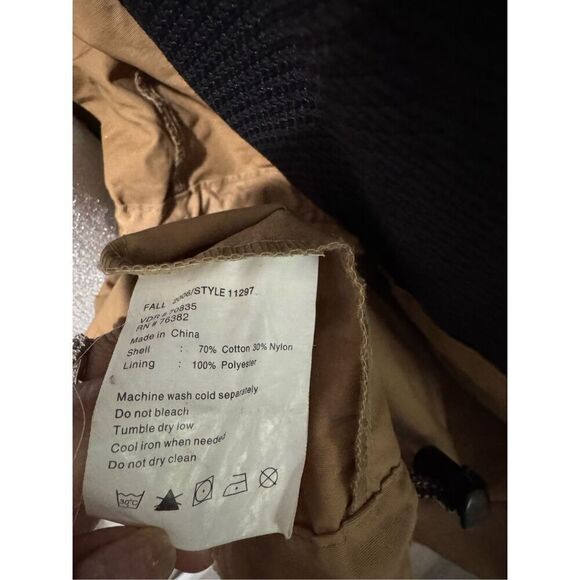 FALL 2006/STYLE 11297
VDR # 70835
RN # 76382
Made in China
Shell : 70% Cotton 30% Nylon
Lining : 100% Polyester
Machine wash cold separately
Do not bleach
Tumble dry low
Cool iron when needed
Do not dry clean
30°C